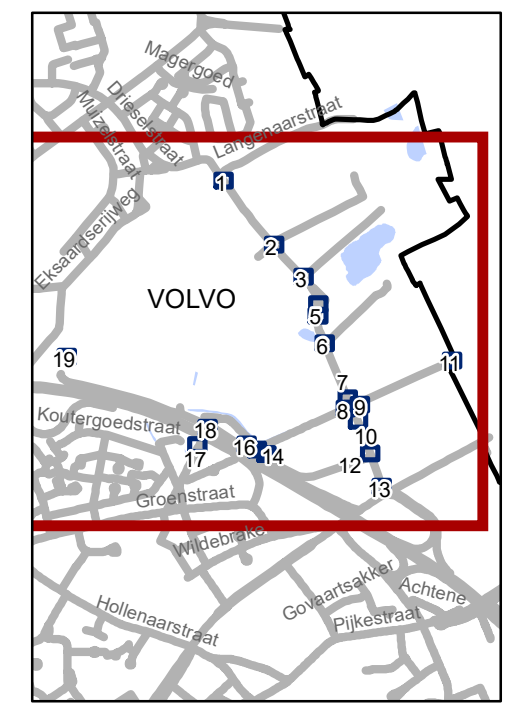 Magergoed
Drieselstraat
Muizelstraat
Langenaarstraat
1
Eksaardserijweg
2
3
VOLVO
5
6
19
11
7
8
9
Koutergoedstraat
18
10
16
17
14
12
13
Groenstraat
Wildebrake
Govaartsakker
Achtene
Hollenaarstraat
Pijkestraat